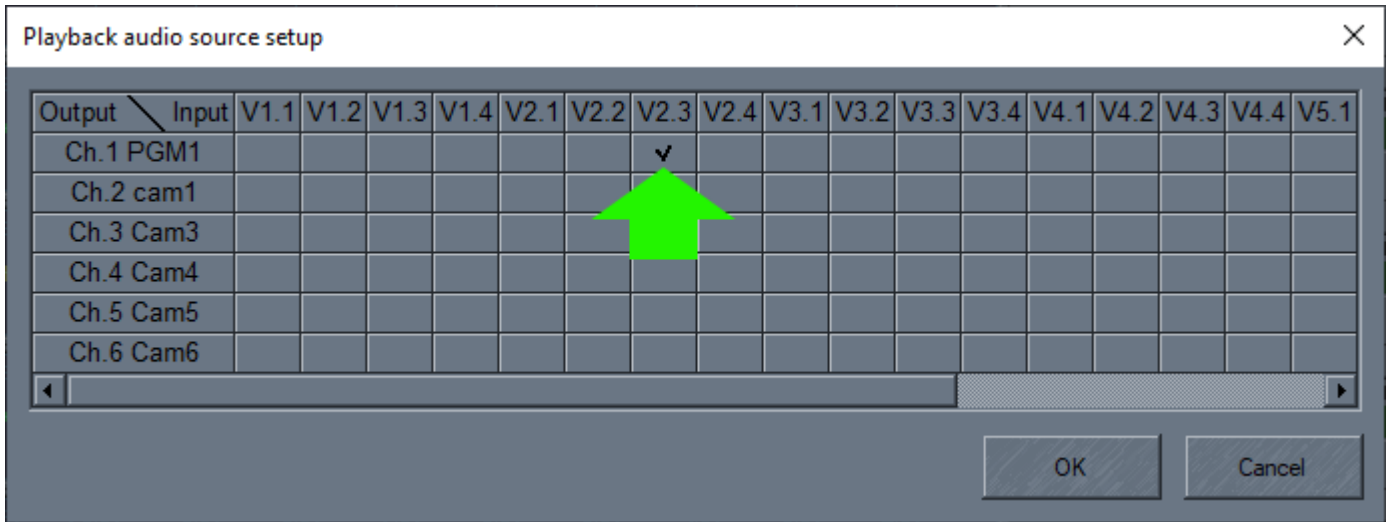 Playback audio source setup
Output Input V1.1 V1.2 V1.3 V1.4 V2.1 V2.2 V2.3 V2.4 V3.1 V3.2 V3.3 V3.4 V4.1 V4.2 V4.3 V4.4 V5.1
Ch.1 PGM1
Ch.2 cam1
Ch.3 Cam3
Ch.4 Cam4
Ch.5 Cam5
Ch.6 Cam6
OK Cancel